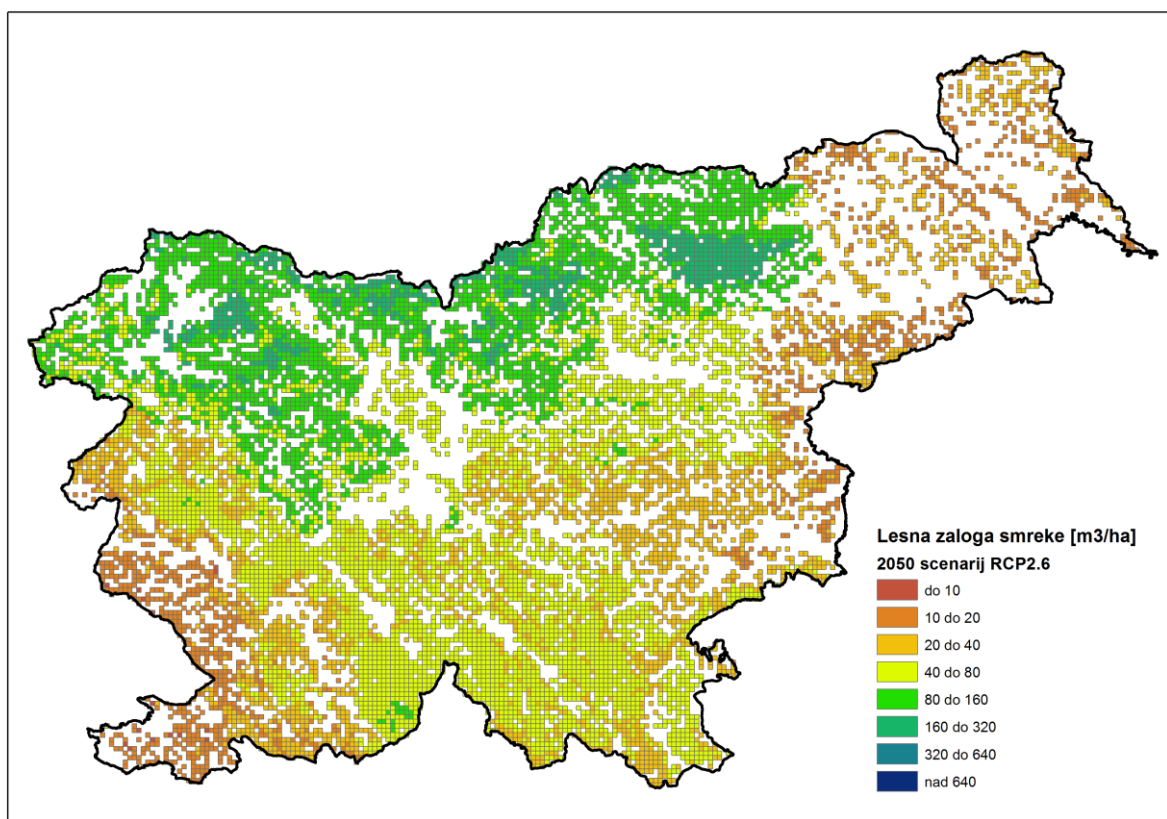 Lesna zaloga smreke [m3/ha]
2050 scenarij RCP2.6
do 10
10 do 20
20 do 40
40 do 80
80 do 160
160 do 320
320 do 640
nad 640